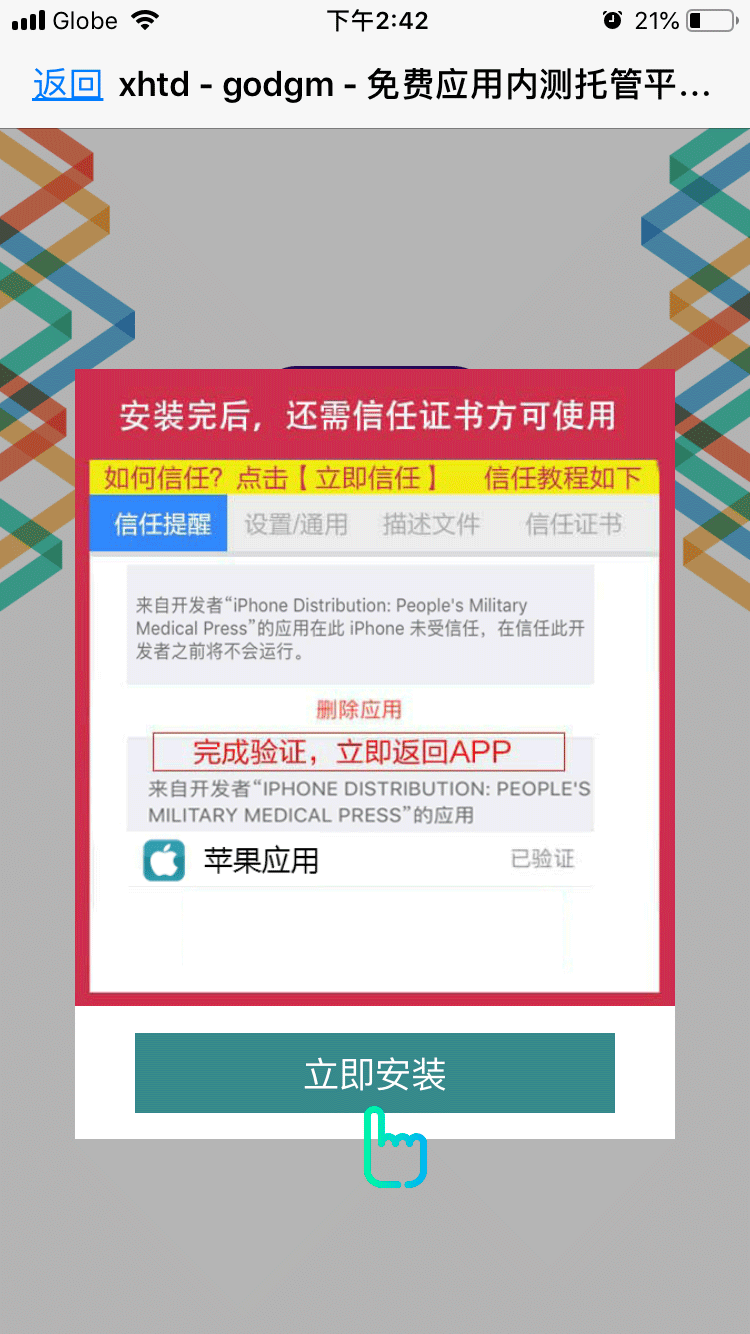 Globe 下午2:42 21%
返回 xhtd - godgm - 免费应用内测托管平...
安装完后，还需信任证书方可使用
如何信任？点击【立即信任】 信任教程如下
信任提醒 设置/通用 描述文件 信任证书
来自开发者“iPhone Distribution: People's Military
Medical Press”的应用在此 iPhone 未受信任，在信任此开
发者之前将不会运行。
删除应用
完成验证，立即返回APP
来自开发者“IPHONE DISTRIBUTION: PEOPLE'S
MILITARY MEDICAL PRESS”的应用
苹果应用 已验证
立即安装